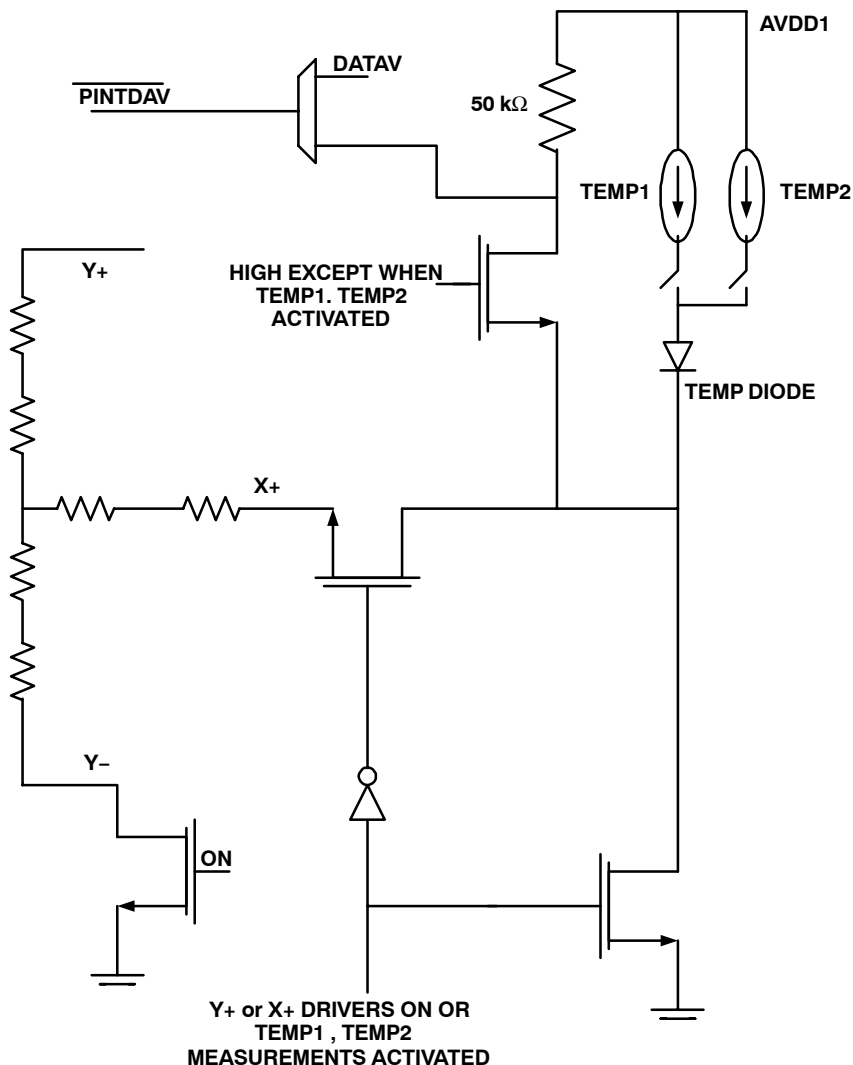 AVDD1
DATAV
PINTDAV
50 kΩ
TEMP1
TEMP2
Y+
HIGH EXCEPT WHEN
TEMP1. TEMP2
ACTIVATED
TEMP DIODE
X+
Y–
ON
Y+ or X+ DRIVERS ON OR
TEMP1 , TEMP2
MEASUREMENTS ACTIVATED